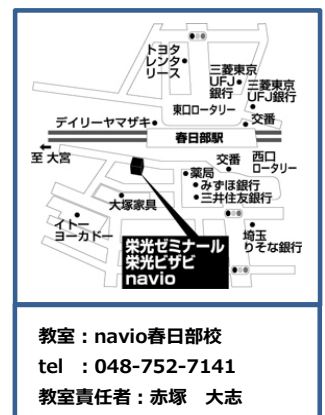 トヨタ
レンタ
リース
三菱東京
UFJ
銀行
三菱東京
UFJ銀行
東口ロータリー
交番
デイリーヤマザキ
春日部駅
至 大宮
交番
西口
ロータリー
薬局
みずほ銀行
三井住友銀行
大塚家具
イトー
ヨーカドー
埼玉
りそな銀行
栄光ゼミナール
栄光ビザビ
navio
教室：navio春日部校
tel ：048-752-7141
教室責任者：赤塚 大志